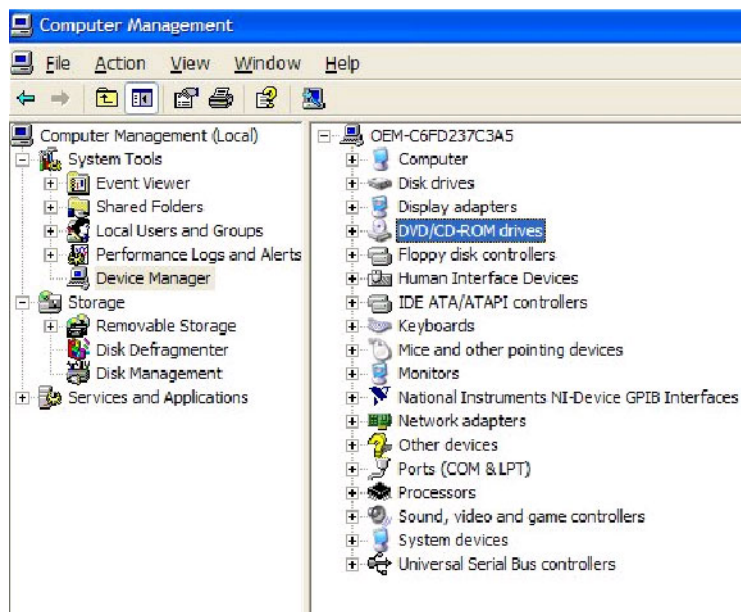 Computer Management
File Action View Window Help
Computer Management (Local)
System Tools
Event Viewer
Shared Folders
Local Users and Groups
Performance Logs and Alerts
Device Manager
Storage
Removable Storage
Disk Defragmenter
Disk Management
Services and Applications
OEM-C6FD237C3A5
Computer
Disk drives
Display adapters
DVD/CD-ROM drives
Floppy disk controllers
Human Interface Devices
IDE ATA/ATAPI controllers
Keyboards
Mice and other pointing devices
Monitors
National Instruments NI-Device GPIB Interfaces
Network adapters
Other devices
Ports (COM & LPT)
Processors
Sound, video and game controllers
System devices
Universal Serial Bus controllers